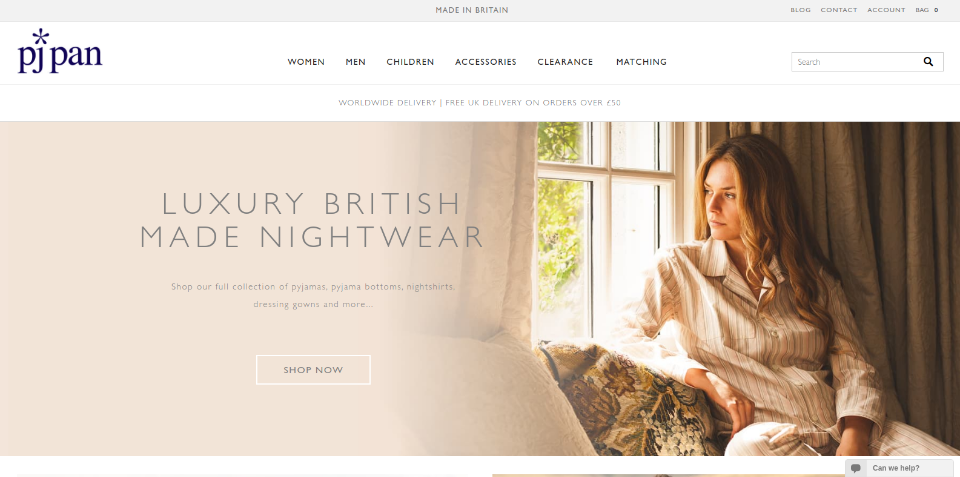 MADE IN BRITAIN
BLOG CONTACT ACCOUNT BAG 0
pj pan
WOMEN MEN CHILDREN ACCESSORIES CLEARANCE MATCHING
Search
WORLDWIDE DELIVERY | FREE UK DELIVERY ON ORDERS OVER £50
LUXURY BRITISH
MADE NIGHTWEAR
Shop our full collection of pyjamas, pyjama bottoms, nightshirts,
dressing gowns and more...
SHOP NOW
Can we help?